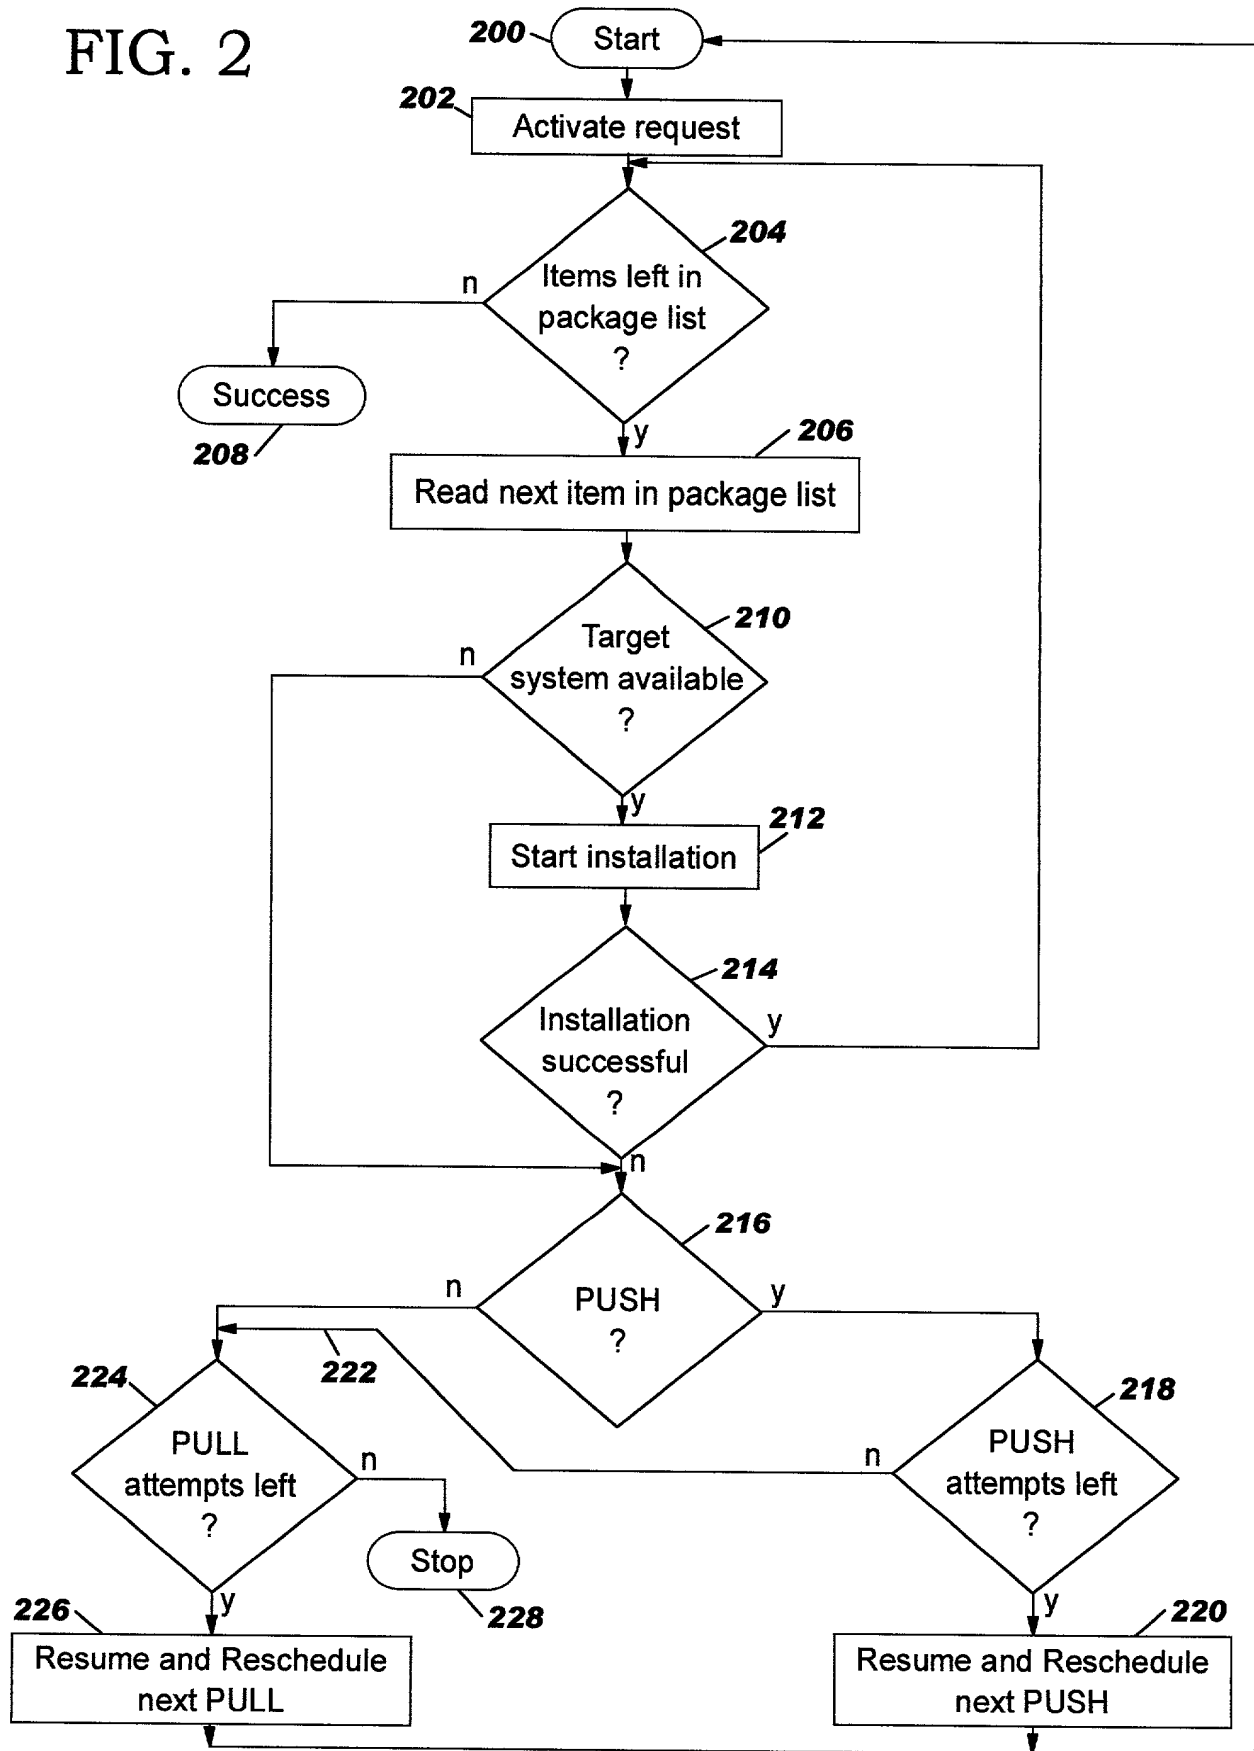 FIG. 2
200
Start
202
Activate request
204
n
Items left in
package list
?
Success
208
y
206
Read next item in package list
210
n
Target
system available
?
y
212
Start installation
214
Installation
successful
?
y
n
216
n
PUSH
?
y
222
224
PULL
attempts left
?
n
218
PUSH
attempts left
?
n
Stop
228
y
226
Resume and Reschedule
next PULL
y
220
Resume and Reschedule
next PUSH